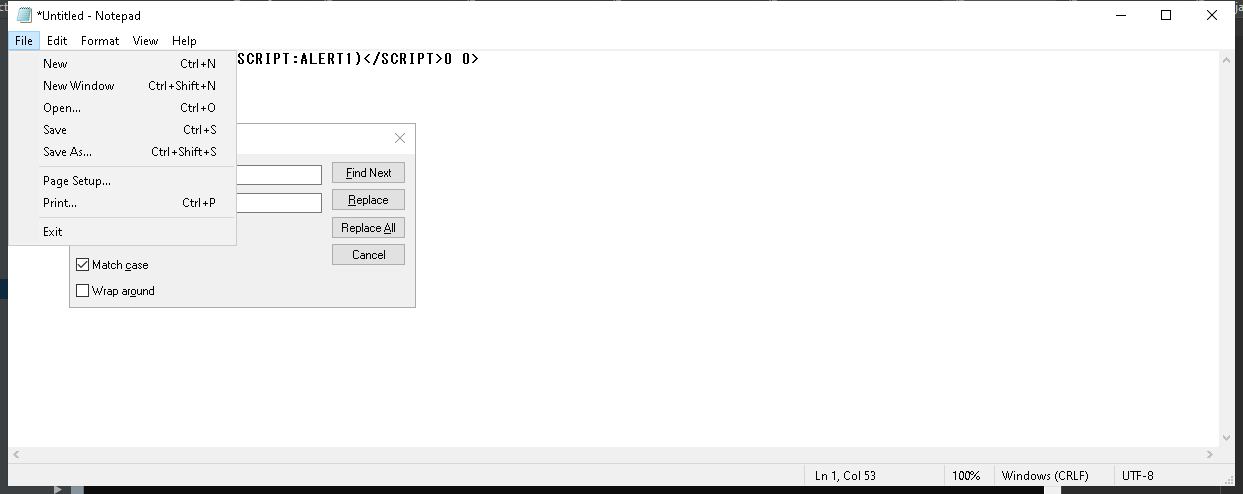 *Untitled - Notepad
File Edit Format View Help
SCRIPT:ALERT1)</SCRIPT>0 0>
New Ctrl+N
New Window Ctrl+Shift+N
Open... Ctrl+O
Save Ctrl+S
Save As... Ctrl+Shift+S
Page Setup...
Print... Ctrl+P
Exit
Find Next
Replace
Replace All
Cancel
Match case
Wrap around
Ln 1, Col 53 100% Windows (CRLF) UTF-8